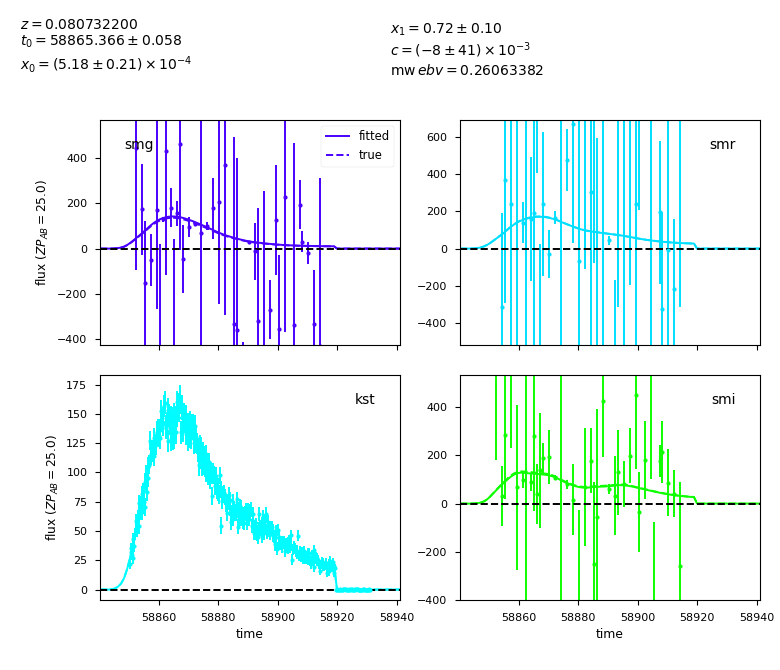 z = 0.080732200
t₀ = 58865.366 ± 0.058
x₀ = (5.18 ± 0.21) × 10⁻⁴
x₁ = 0.72 ± 0.10
c = (−8 ± 41) × 10⁻³
mw ebv = 0.26063382
smg
fitted
true
400
200
0
−200
−400
flux (ZP_AB = 25.0)
smr
600
400
200
0
−200
−400
kst
175
150
125
100
75
50
25
0
flux (ZP_AB = 25.0)
58860 58880 58900 58920 58940
time
smi
400
200
0
−200
−400
58860 58880 58900 58920 58940
time